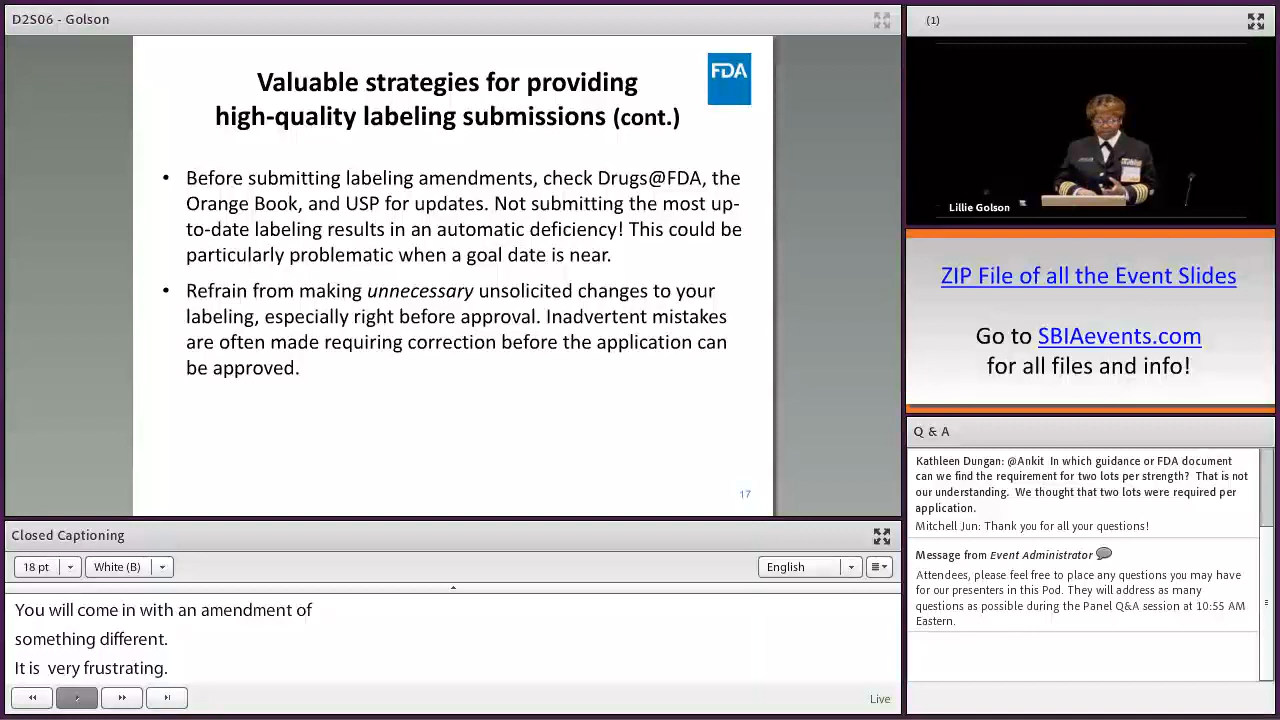 D2S06 - Golson
Valuable strategies for providing
high-quality labeling submissions (cont.)
FDA
• Before submitting labeling amendments, check Drugs@FDA, the
Orange Book, and USP for updates. Not submitting the most up-
to-date labeling results in an automatic deficiency! This could be
particularly problematic when a goal date is near.
• Refrain from making unnecessary unsolicited changes to your
labeling, especially right before approval. Inadvertent mistakes
are often made requiring correction before the application can
be approved.
17
Closed Captioning
18 pt
White (B)
English
You will come in with an amendment of
something different.
It is very frustrating.
Live
(1)
Lillie Golson
ZIP File of all the Event Slides
Go to SBIAevents.com
for all files and info!
Q & A
Kathleen Dungan: @Ankit In which guidance or FDA document
can we find the requirement for two lots per strength? That is not
our understanding. We thought that two lots were required per
application.
Mitchell Jun: Thank you for all your questions!
Message from Event Administrator
Attendees, please feel free to place any questions you may have
for our presenters in this Pod. They will address as many
questions as possible during the Panel Q&A session at 10:55 AM
Eastern.